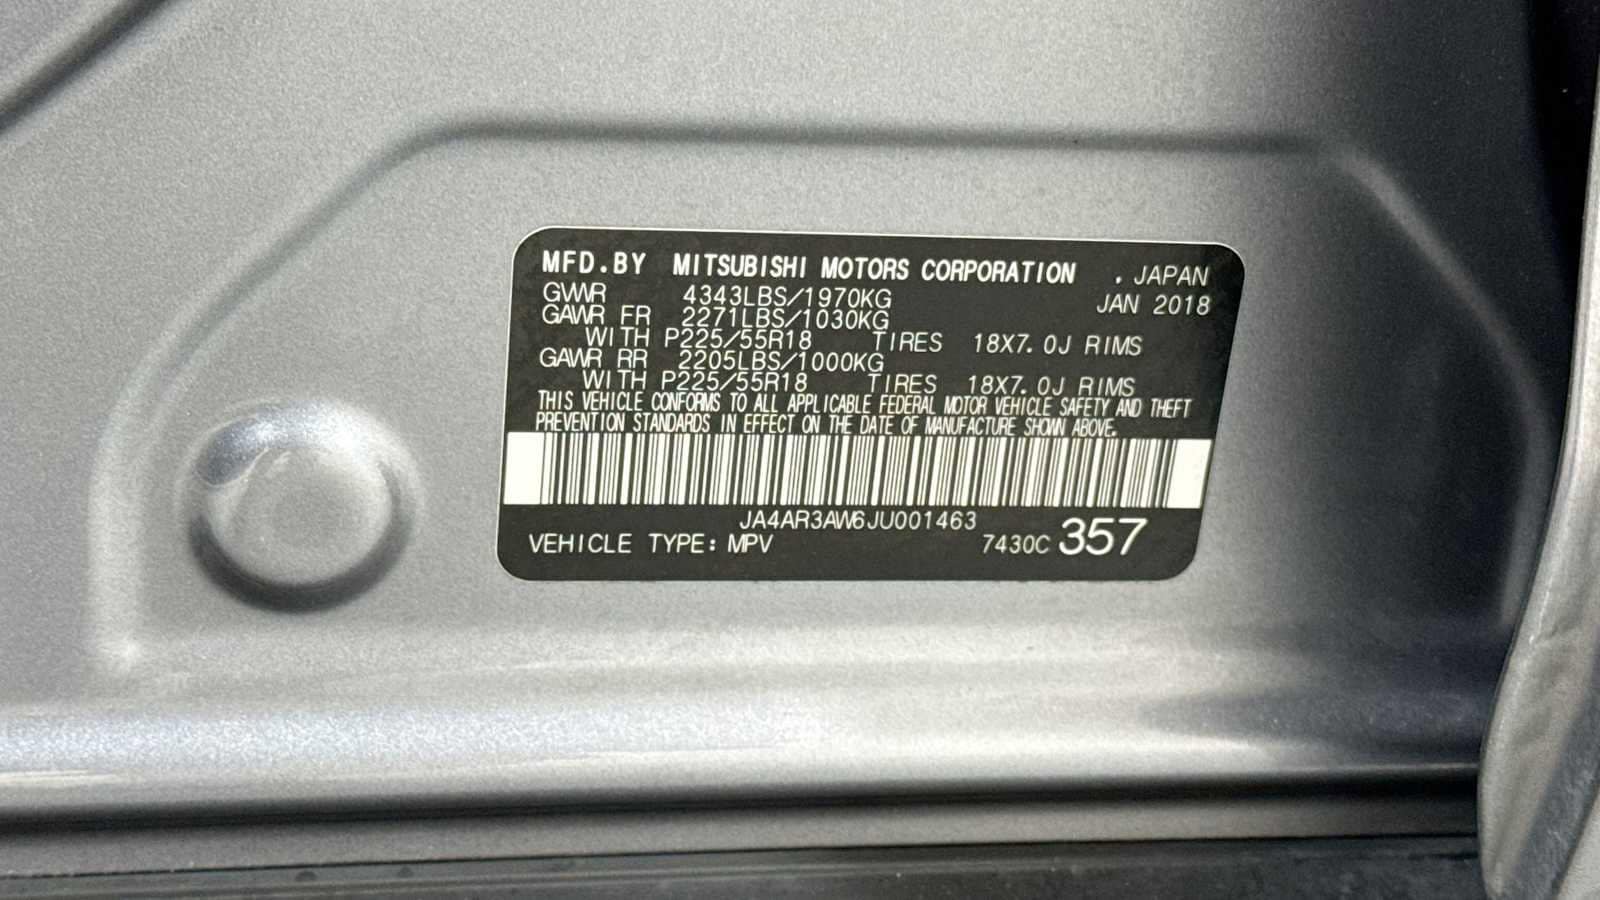 MFD.BY MITSUBISHI MOTORS CORPORATION . JAPAN
GVWR 4343LBS/1970KG JAN 2018
GAWR FR 2271LBS/1030KG
WITH P225/55R18 TIRES 18X7.0J RIMS
GAWR RR 2205LBS/1000KG
WITH P225/55R18 TIRES 18X7.0J RIMS
THIS VEHICLE CONFORMS TO ALL APPLICABLE FEDERAL MOTOR VEHICLE SAFETY AND THEFT
PREVENTION STANDARDS IN EFFECT ON THE DATE OF MANUFACTURE SHOWN ABOVE.
JA4AR3AW6JU001463
VEHICLE TYPE: MPV 7430C 357